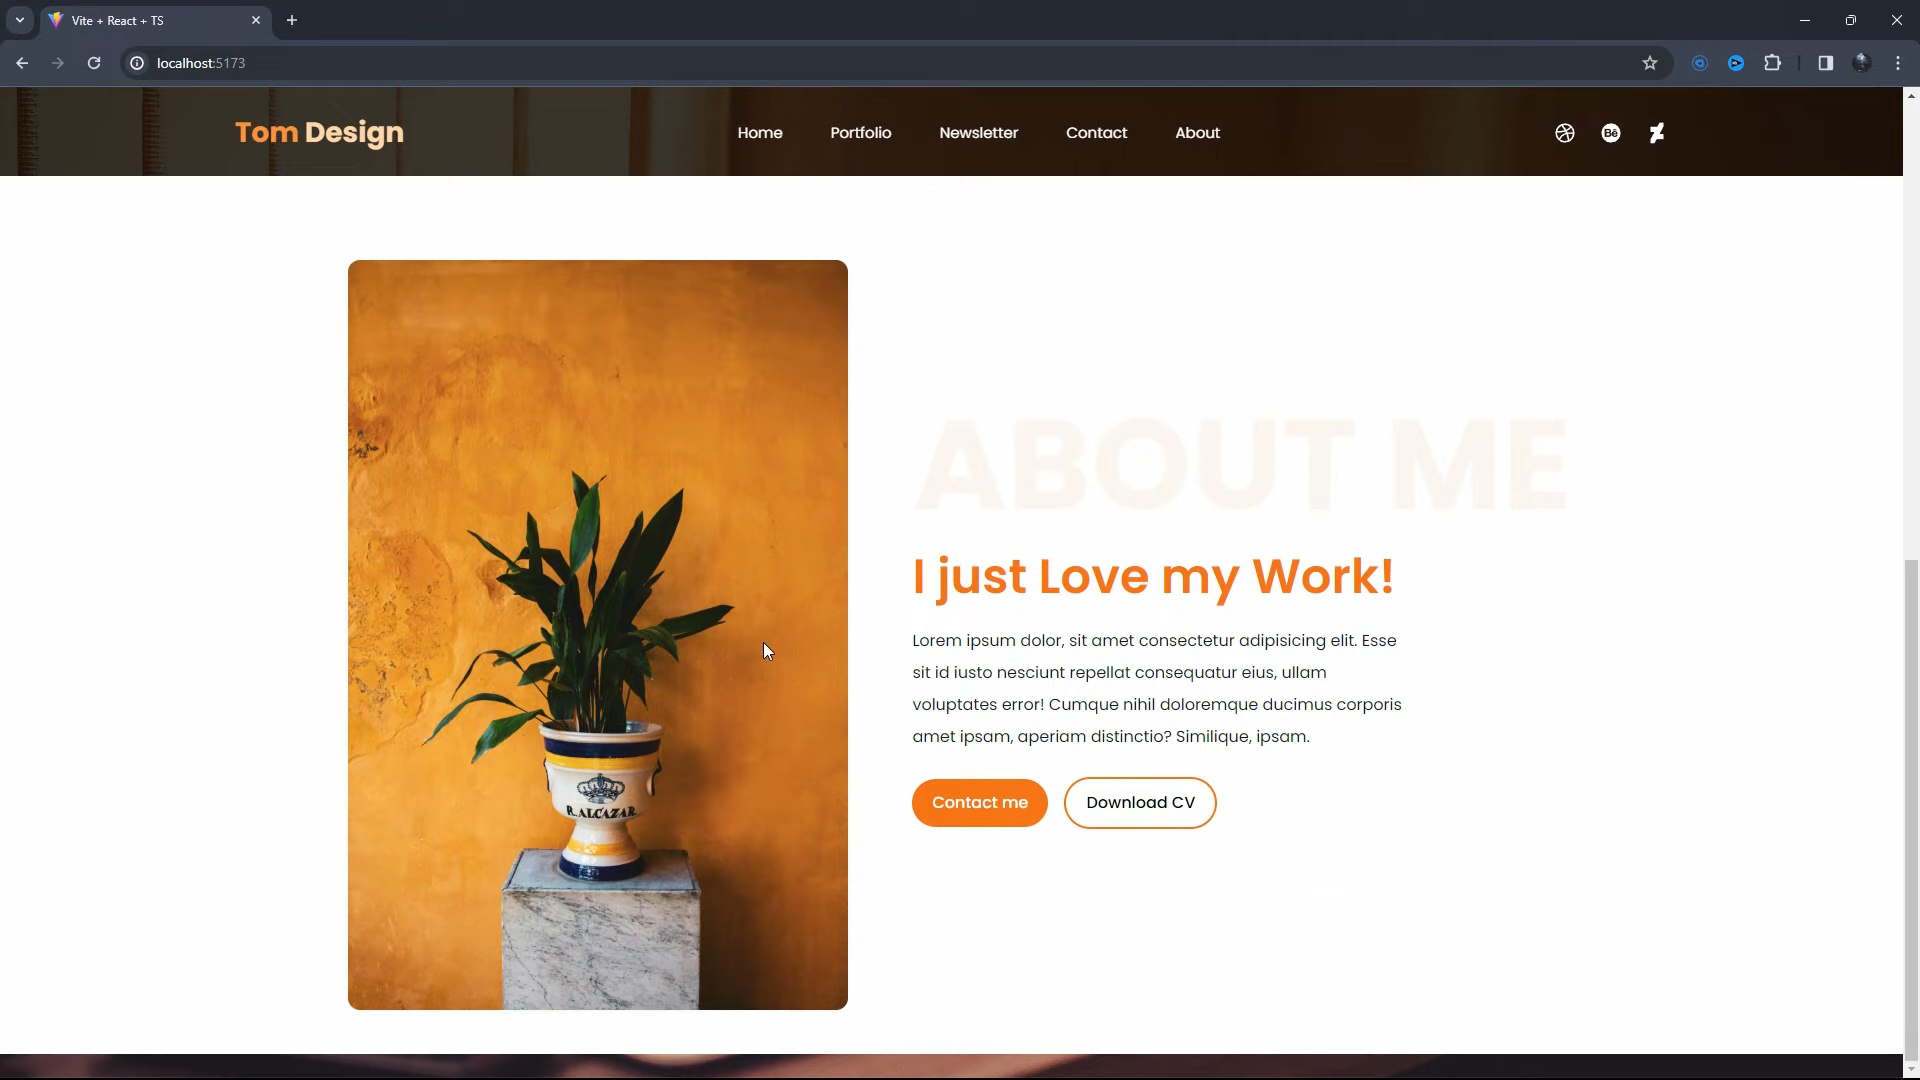 Vite + React + TS
localhost:5173
Tom Design
Home
Portfolio
Newsletter
Contact
About
Bē
ABOUT ME
I just Love my Work!
Lorem ipsum dolor, sit amet consectetur adipisicing elit. Esse
sit id iusto nesciunt repellat consequatur eius, ullam
voluptates error! Cumque nihil doloremque ducimus corporis
amet ipsam, aperiam distinctio? Similique, ipsam.
Contact me
Download CV
R.ALCAZAR.